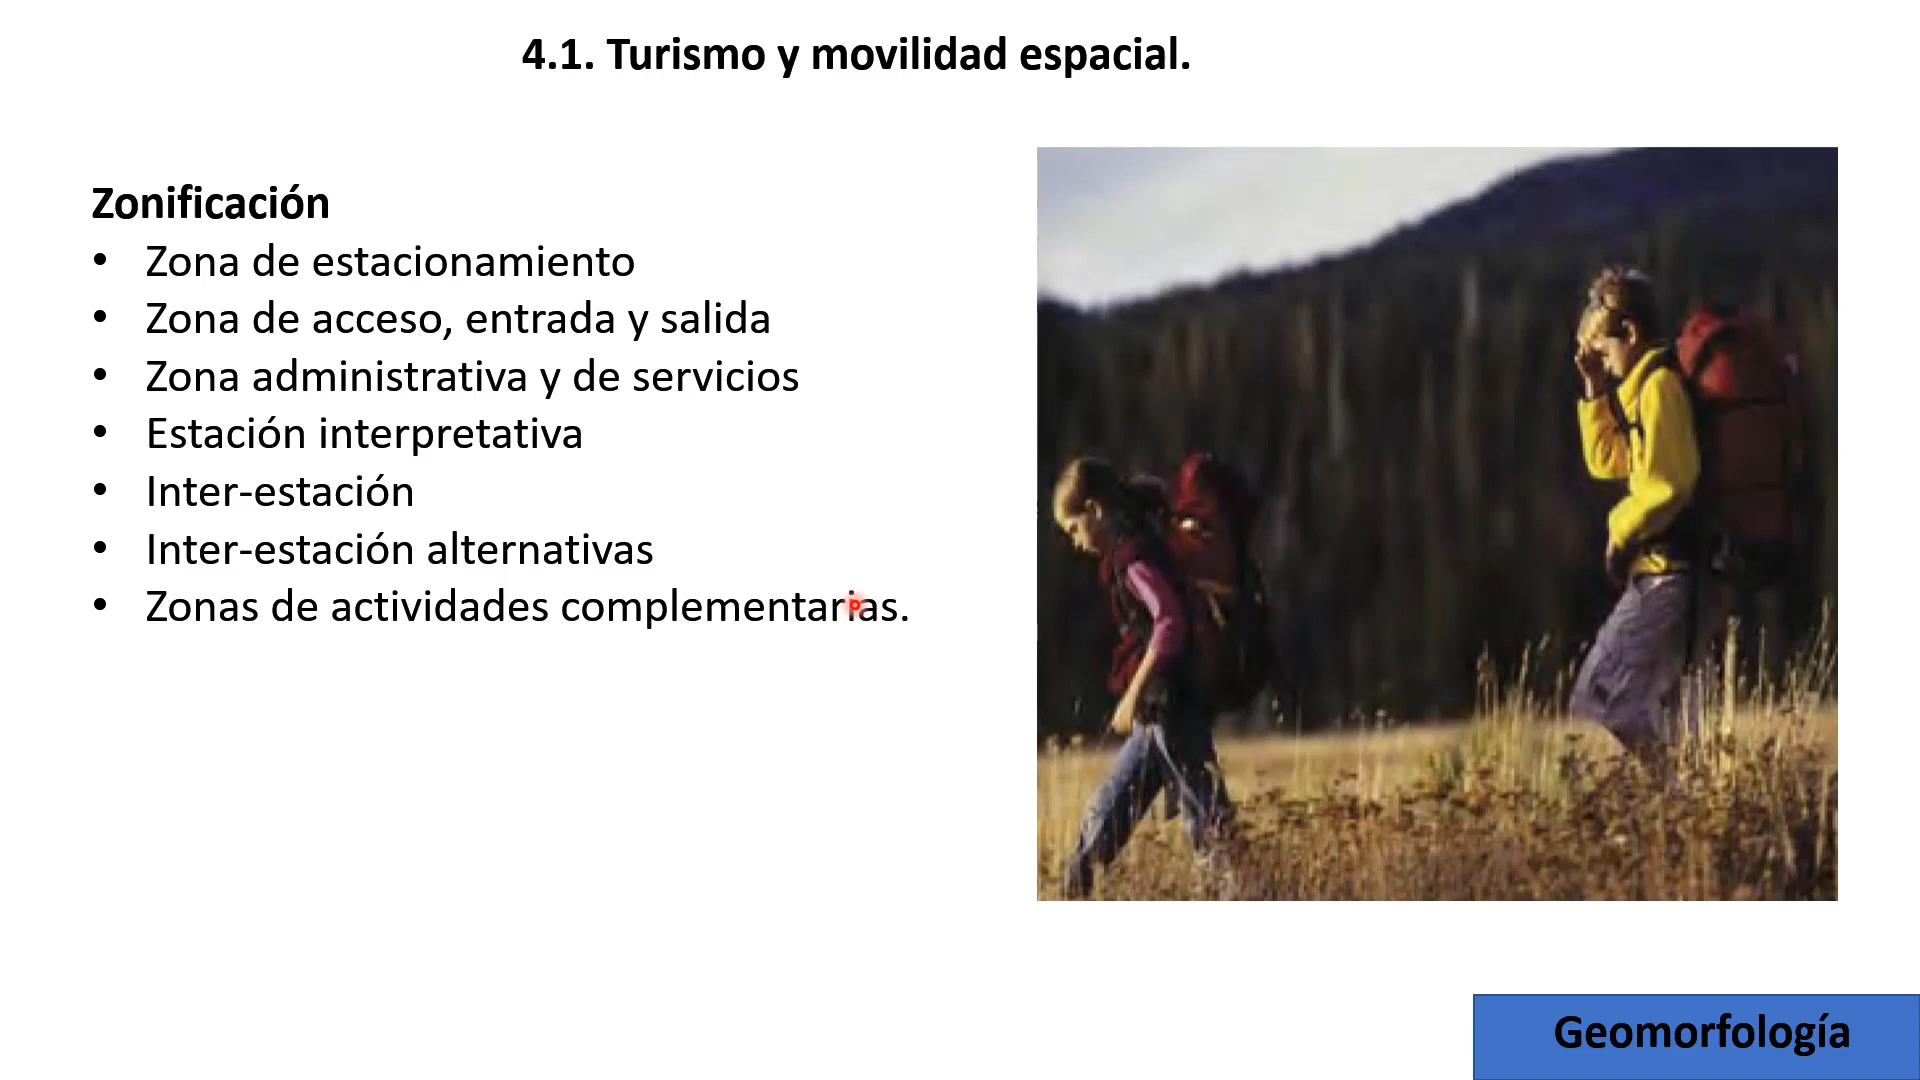 4.1. Turismo y movilidad espacial.
Zonificación
• Zona de estacionamiento
• Zona de acceso, entrada y salida
• Zona administrativa y de servicios
• Estación interpretativa
• Inter-estación
• Inter-estación alternativas
• Zonas de actividades complementarias.
Geomorfología